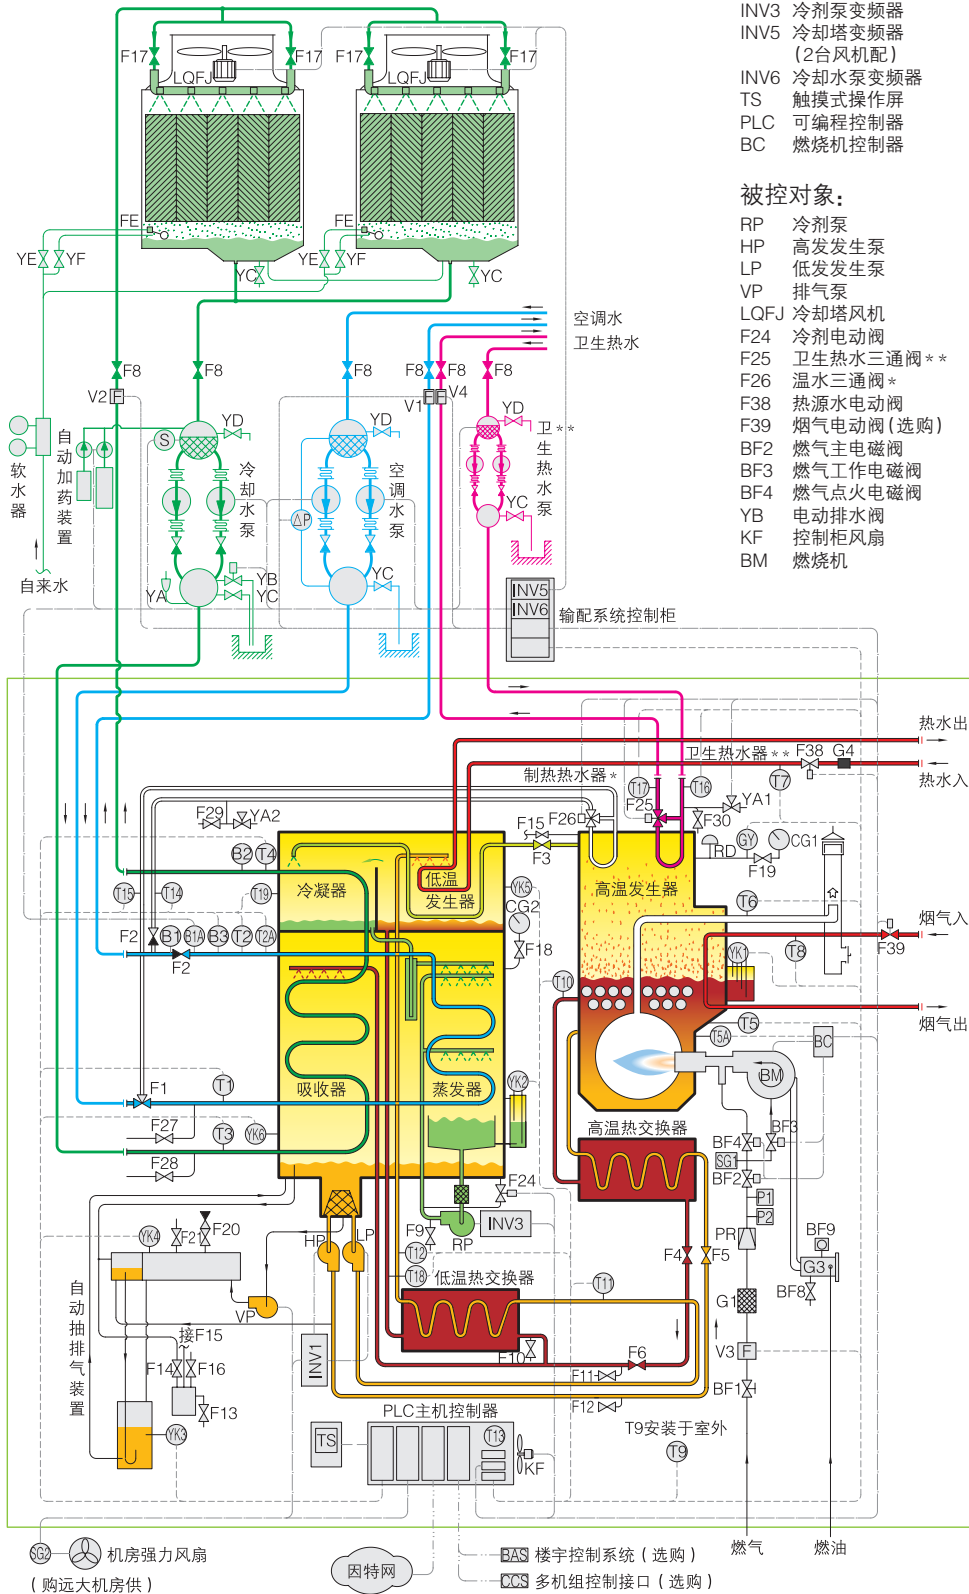 INV3 冷剂泵变频器
INV5 冷却塔变频器
(2台风机配)
INV6 冷却水泵变频器
TS 触摸式操作屏
PLC 可编程控制器
BC 燃烧机控制器
被控对象:
RP 冷剂泵
HP 高发发生泵
LP 低发发生泵
VP 排气泵
LQFJ 冷却塔风机
F24 冷剂电动阀
F25 卫生热水三通阀**
F26 温水三通阀*
F38 热源水电动阀
F39 烟气电动阀(选购)
BF2 燃气主电磁阀
BF3 燃气工作电磁阀
BF4 燃气点火电磁阀
YB 电动排水阀
KF 控制柜风扇
BM 燃烧机
F17 F17 F17 F17
LQFJ LQFJ
FE FE
YE YF YE YF
YC YC
空调水
卫生热水
F8 F8 F8 F8 F8 F8
V2 F V1 F F V4
YD YD YD
S
软水器
自动加药装置
冷却水泵
空调水泵
卫生热水泵**
ΔP
YC
自来水
YA YB
YC
YC
INV5
INV6
输配系统控制柜
热水出
卫生热水器** F38 G4
制热热水器* T17 T16 T7 热水入
F29 YA2 F26 F25 YA1
F15 F30
F3 RD GY CG1
F19
B2 T4
冷凝器 低温发生器 高温发生器
T15 T14 T19 YK5 T6
CG2
F2 B1 B1A B3 T2 T2A F18 烟气入
F2 YK1 T8 F39
T10
烟气出
T5
T5A BC
F1 T1 吸收器 蒸发器 YK2 BM
F27 T3 YK6 高温热交换器 BF4 BF3
F28 SG1
F24 BF2
P1
P2
YK4 F21 F20 HP LP F9 RP INV3 F4 F5 PR BF9
T12 G3
T18 低温热交换器 T11 BF8
VP G1
自动抽排气装置
接F15
F14 F16 INV1 F10 F6 V3 F
F11
F13 F12 BF1
PLC主机控制器
YK3 TS T13 KF
T9安装于室外
T9
SG2 机房强力风扇
(购远大机房供)
因特网
BAS 楼宇控制系统(选购)
CCS 多机组控制接口(选购)
燃气 燃油